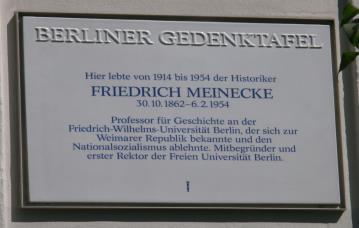 BERLINER GEDENKTAFEL
Hier lebte von 1914 bis 1954 der Historiker
FRIEDRICH MEINECKE
30.10.1862–6.2.1954
Professor für Geschichte an der
Friedrich-Wilhelms-Universität Berlin, der sich zur
Weimarer Republik bekannte und den
Nationalsozialismus ablehnte. Mitbegründer und
erster Rektor der Freien Universität Berlin.